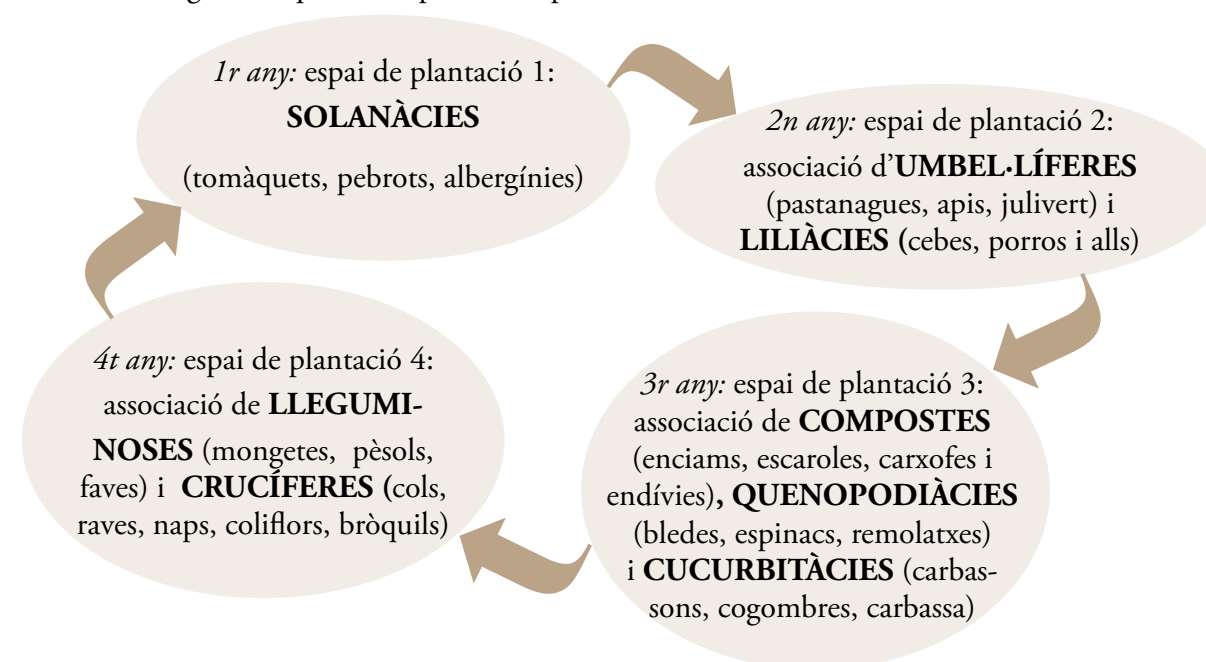 1r any: espai de plantació 1:
SOLANÀCIES
(tomàquets, pebrots, albergínies)
2n any: espai de plantació 2:
associació d’UMBEL·LÍFERES
(pastanagues, apis, julivert) i
LILIÀCIES (cebes, porros i alls)
3r any: espai de plantació 3:
associació de COMPOSTES
(enciams, escaroles, carxofes i
endívies), QUENOPODIÀCIES
(bledes, espinacs, remolatxes)
i CUCURBITÀCIES (carbas-
sons, cogombres, carbassa)
4t any: espai de plantació 4:
associació de LLEGUMI-
NOSES (mongetes, pèsols,
faves) i CRUCÍFERES (cols,
raves, naps, coliflors, bròquils)